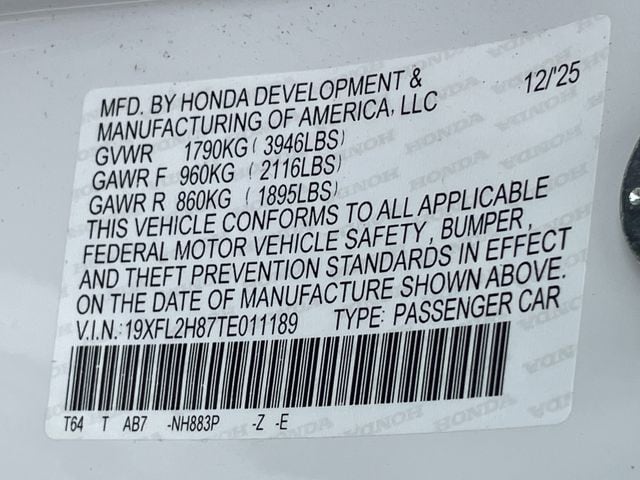 12/'25
MFD. BY HONDA DEVELOPMENT &
MANUFACTURING OF AMERICA, LLC
GVWR 1790KG ( 3946LBS)
GAWR F 960KG ( 2116LBS)
GAWR R 860KG ( 1895LBS)
THIS VEHICLE CONFORMS TO ALL APPLICABLE
FEDERAL MOTOR VEHICLE SAFETY, BUMPER,
AND THEFT PREVENTION STANDARDS IN EFFECT
ON THE DATE OF MANUFACTURE SHOWN ABOVE.
V.I.N.: 19XFL2H87TE011189 TYPE: PASSENGER CAR
T64 T AB7 -NH883P -Z -E